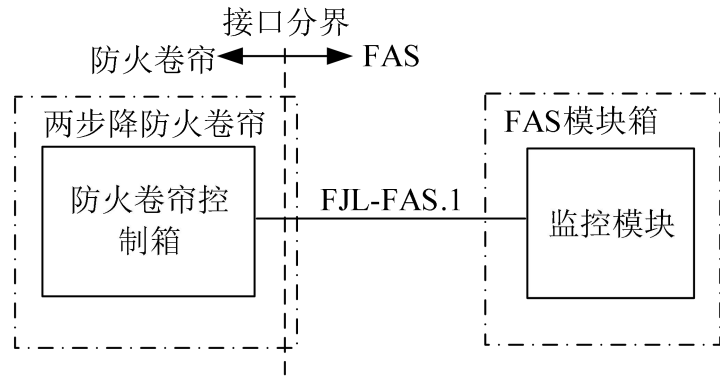 接口分界
防火卷帘
FAS
两步降防火卷帘
FAS模块箱
防火卷帘控
制箱
FJL-FAS.1
监控模块